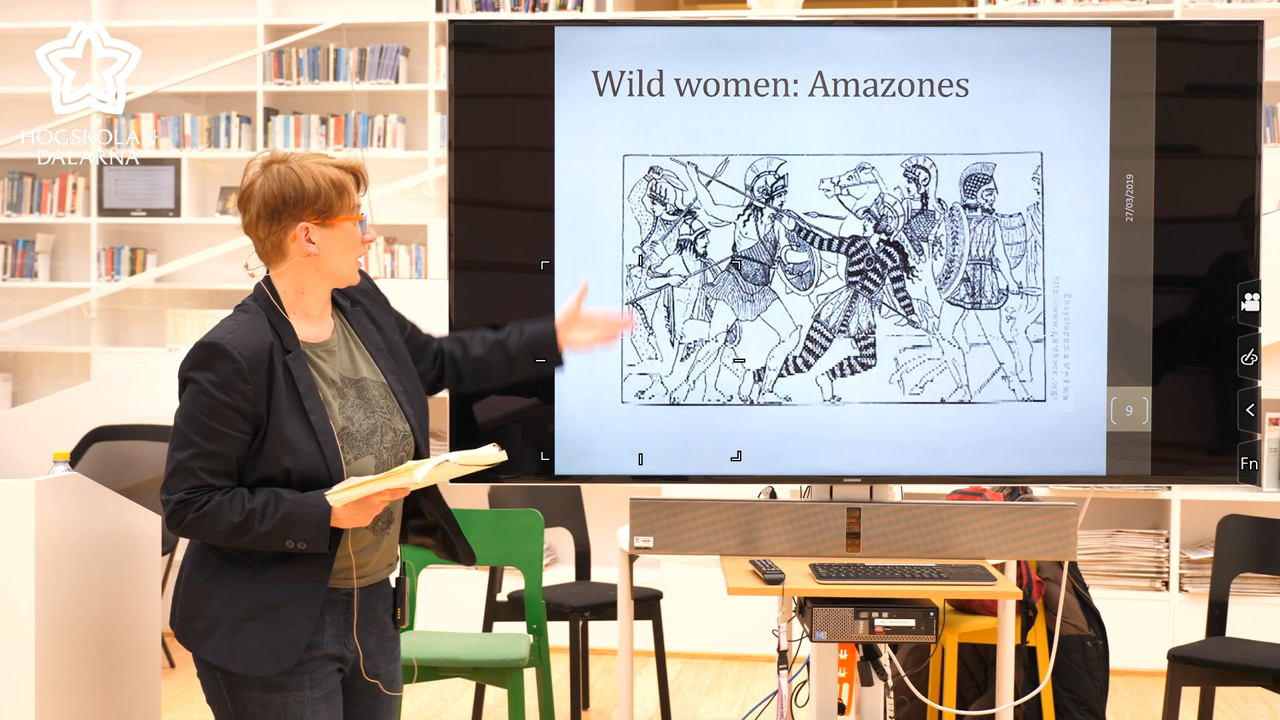 HÖGSKOLAN
DALARNA
Wild women: Amazones
27/03/2019
9
Fn
SAMSUNG